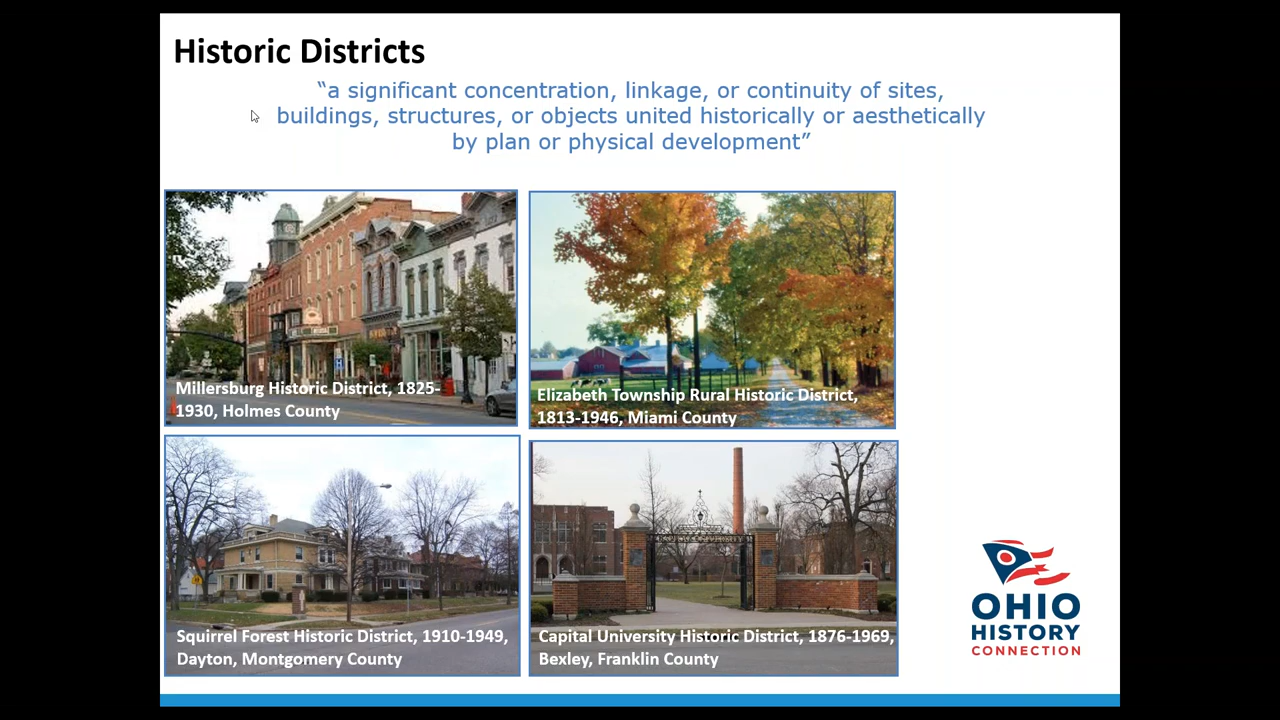 Historic Districts
“a significant concentration, linkage, or continuity of sites,
buildings, structures, or objects united historically or aesthetically
by plan or physical development”
Millersburg Historic District, 1825-
1930, Holmes County
Elizabeth Township Rural Historic District,
1813-1946, Miami County
Squirrel Forest Historic District, 1910-1949,
Dayton, Montgomery County
Capital University Historic District, 1876-1969,
Bexley, Franklin County
OHIO
HISTORY
CONNECTION